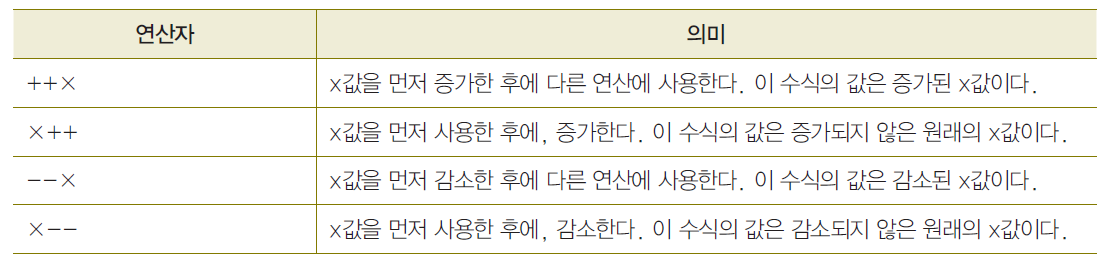 연산자 의미
++× x값을 먼저 증가한 후에 다른 연산에 사용한다. 이 수식의 값은 증가된 x값이다.
×++ x값을 먼저 사용한 후에, 증가한다. 이 수식의 값은 증가되지 않은 원래의 x값이다.
−−× x값을 먼저 감소한 후에 다른 연산에 사용한다. 이 수식의 값은 감소된 x값이다.
×−− x값을 먼저 사용한 후에, 감소한다. 이 수식의 값은 감소되지 않은 원래의 x값이다.